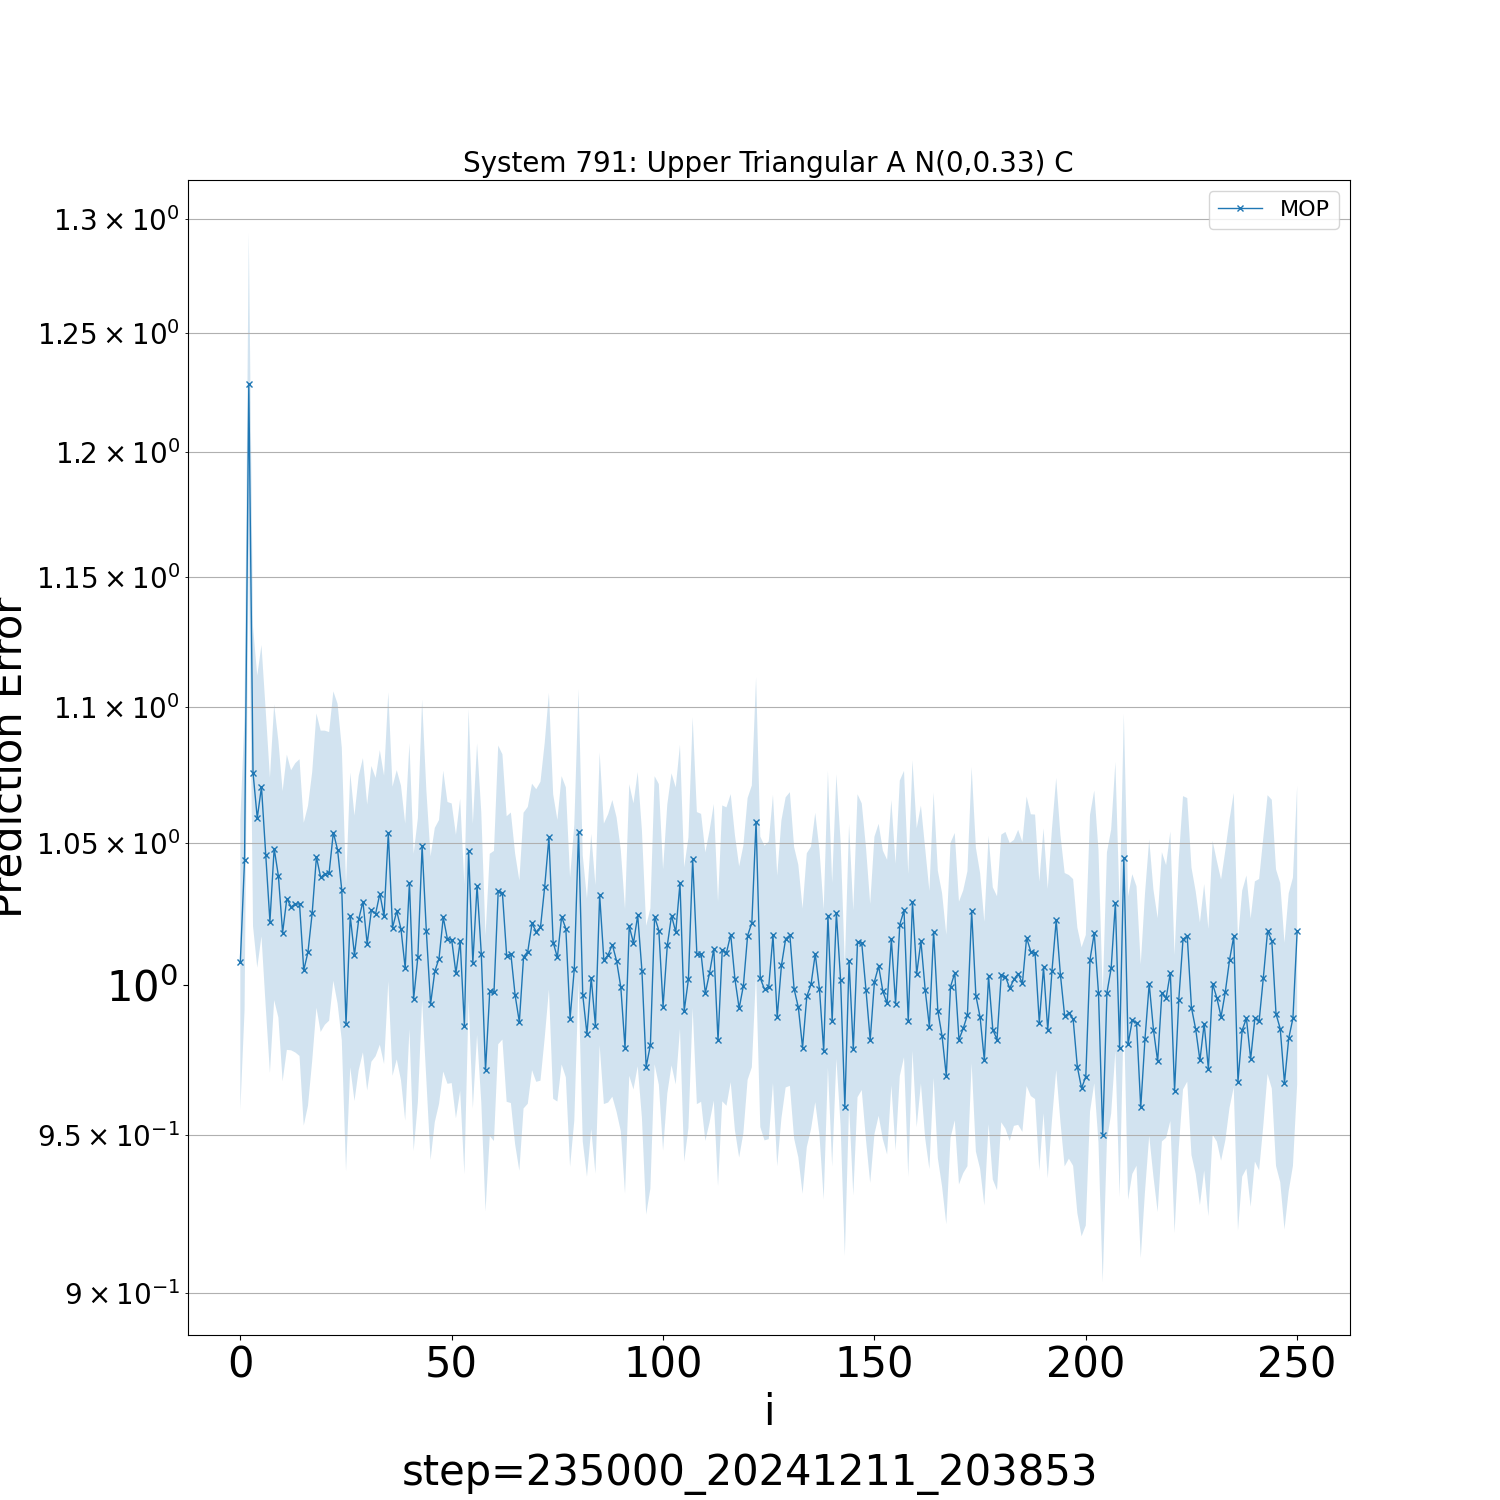 System 791: Upper Triangular A N(0,0.33) C
MOP
1.3 × 10⁰
1.25 × 10⁰
1.2 × 10⁰
1.15 × 10⁰
1.1 × 10⁰
1.05 × 10⁰
10⁰
9.5 × 10⁻¹
9 × 10⁻¹
Prediction Error
0 50 100 150 200 250
i
step=235000_20241211_203853